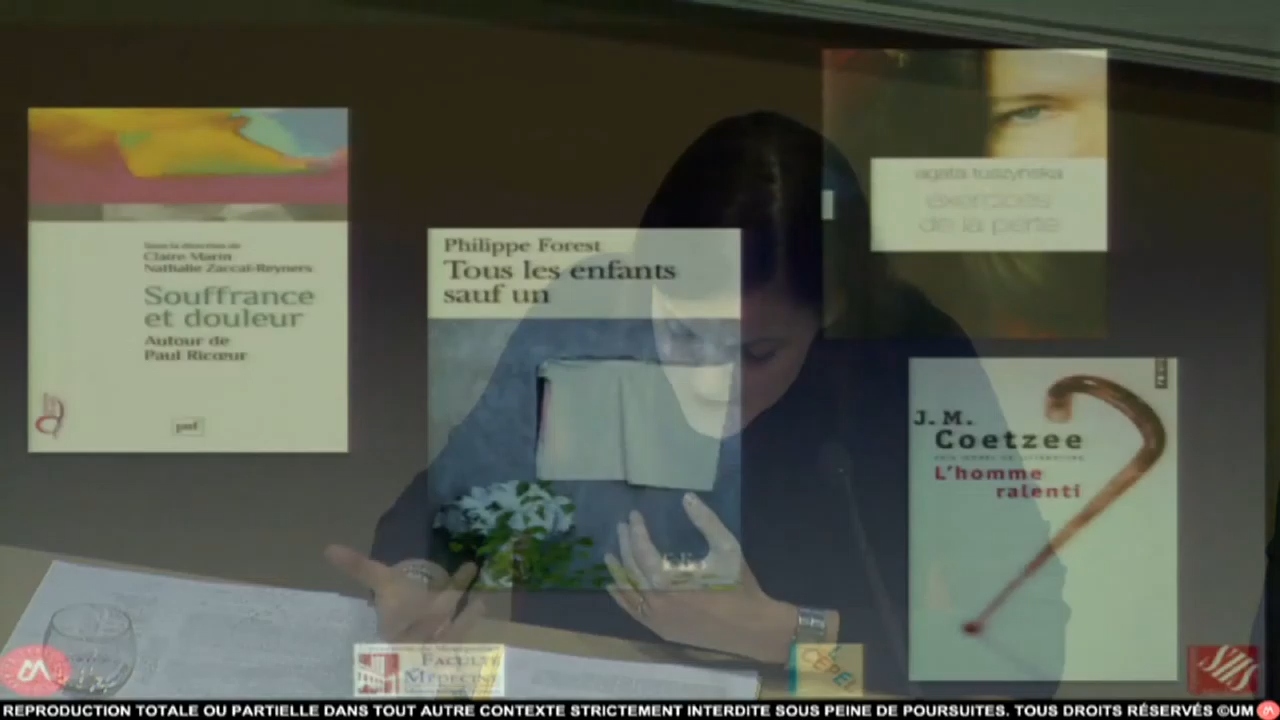 Sous la direction de
Claire Marin
Nathalie Zaccaï-Reyners
Souffrance
et douleur
Autour de
Paul Ricœur
puf
Philippe Forest
Tous les enfants
sauf un
agata tuszyńska
exercices
de la perte
J. M.
Coetzee
L'homme
ralenti
FACULTÉ
MÉDECINE
REPRODUCTION TOTALE OU PARTIELLE DANS TOUT AUTRE CONTEXTE STRICTEMENT INTERDITE SOUS PEINE DE POURSUITES. TOUS DROITS RÉSERVÉS ©UM